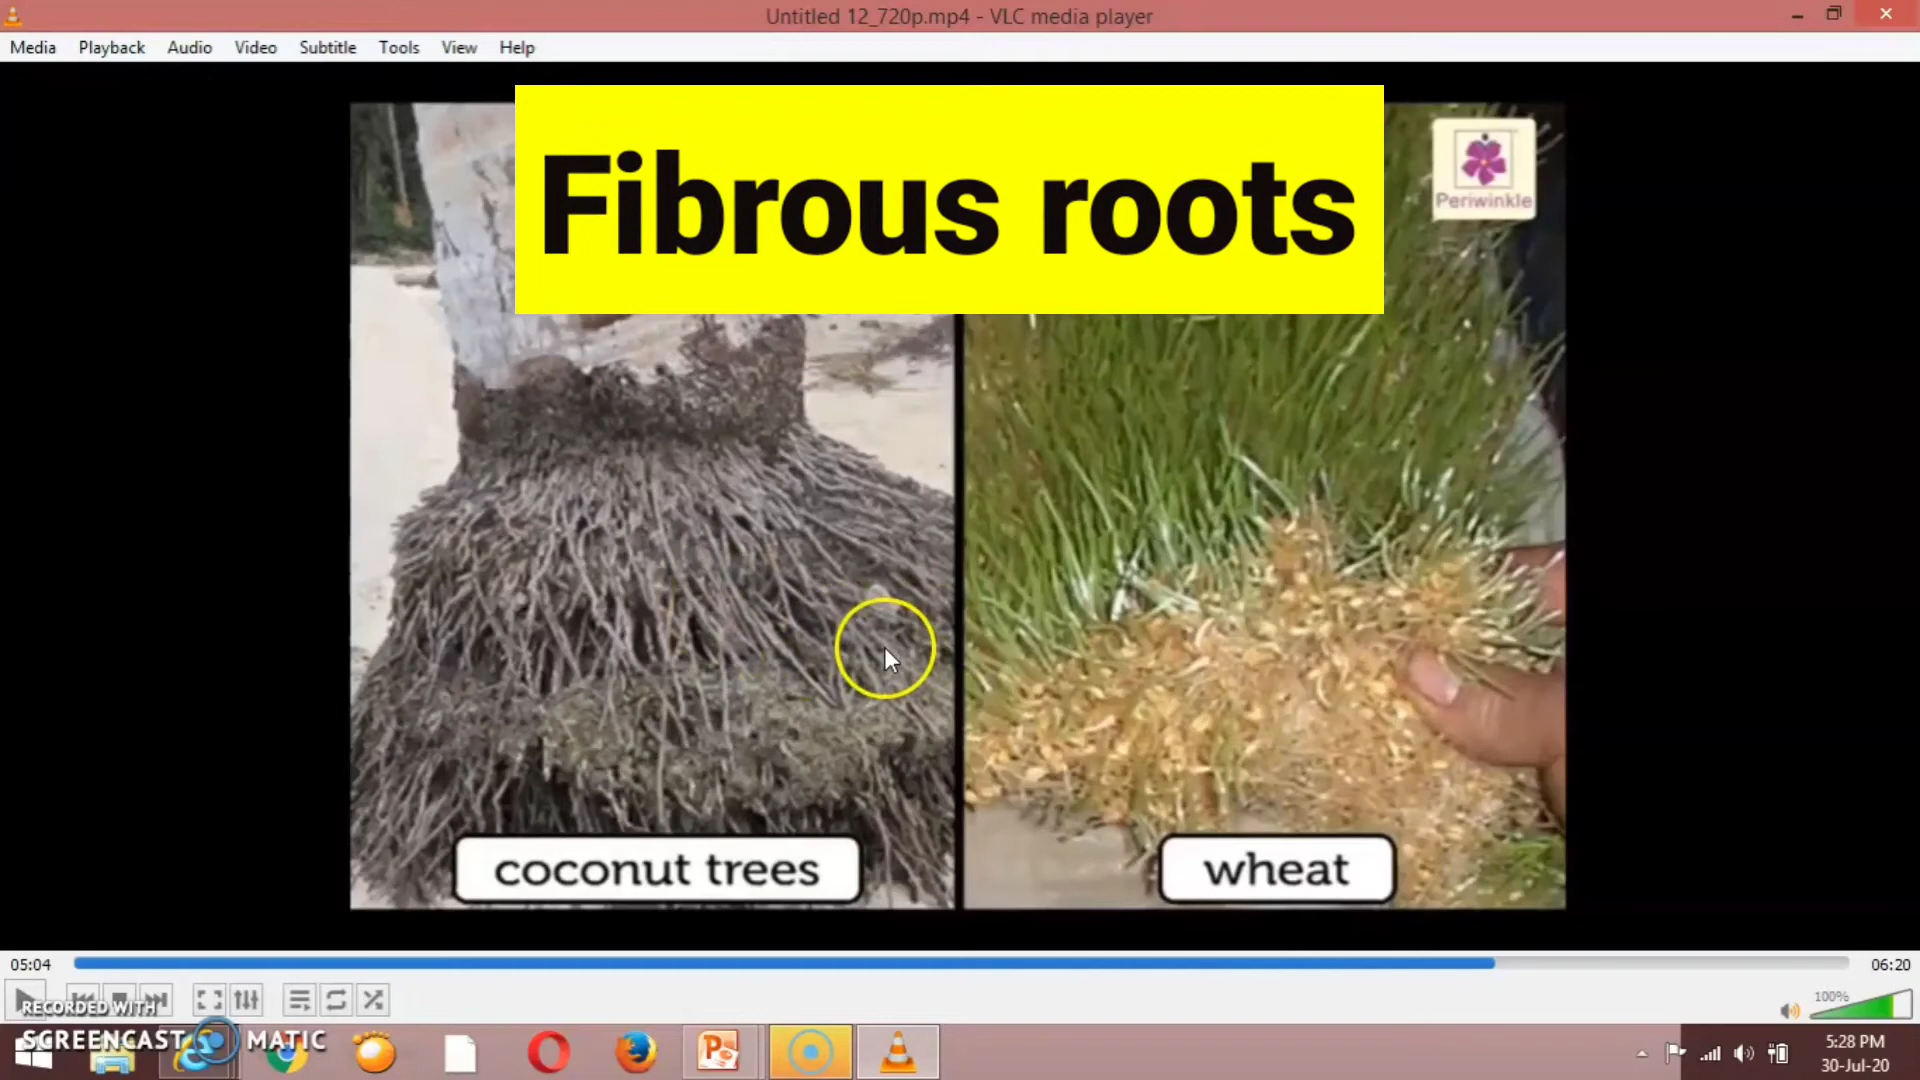 Untitled 12_720p.mp4 - VLC media player
Media Playback Audio Video Subtitle Tools View Help
Fibrous roots
Periwinkle
coconut trees
wheat
05:04
06:20
100%
RECORDED WITH
SCREENCAST MATIC
5:28 PM
30-Jul-20